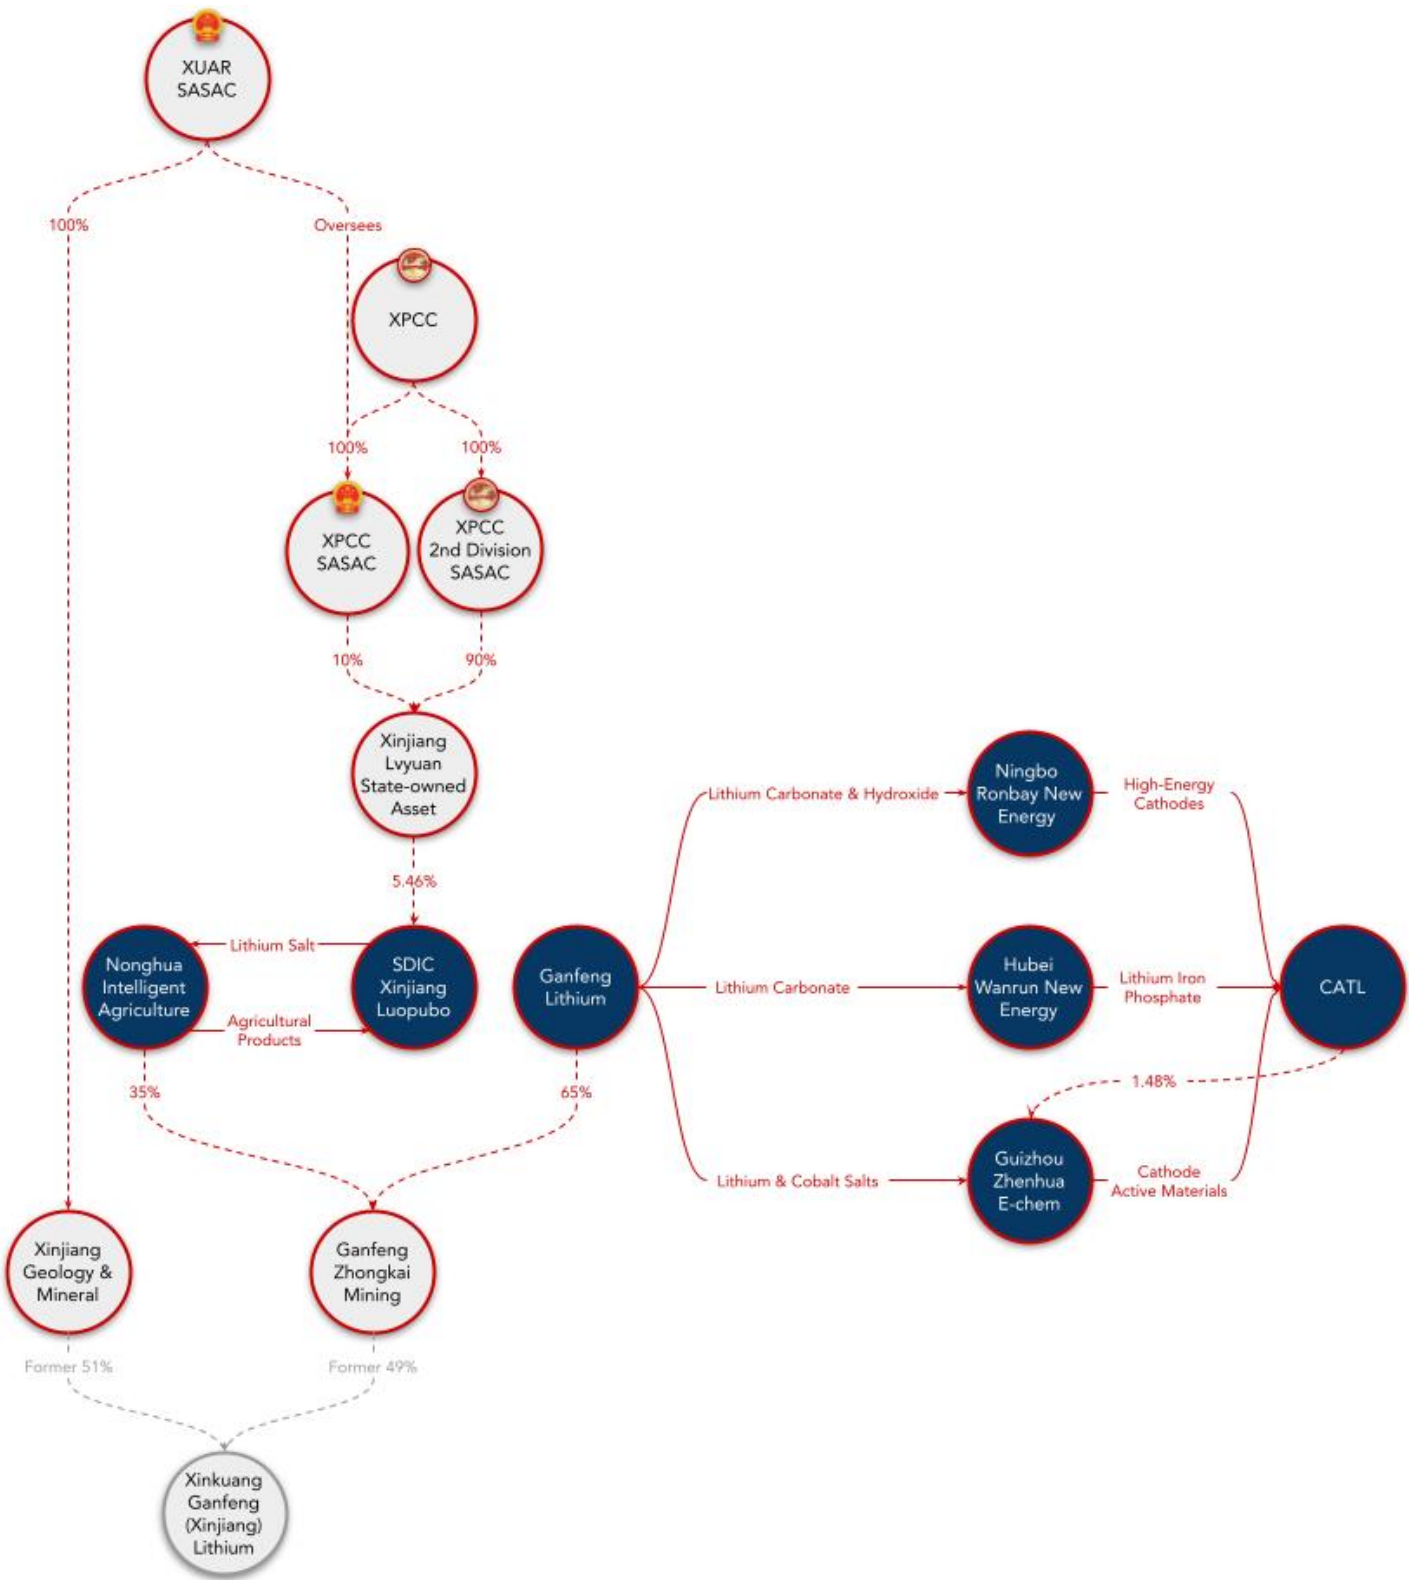 XUAR
SASAC
100%
Oversees
XPCC
100%
100%
XPCC
SASAC
XPCC
2nd Division
SASAC
10%
90%
Xinjiang
Lvyuan
State-owned
Asset
5.46%
Ningbo
Ronbay New
Energy
Lithium Carbonate & Hydroxide
High-Energy
Cathodes
Nonghua
Intelligent
Agriculture
Lithium Salt
Agricultural
Products
SDIC
Xinjiang
Luopubo
Ganfeng
Lithium
Lithium Carbonate
Hubei
Wanrun New
Energy
Lithium Iron
Phosphate
CATL
35%
65%
1.48%
Lithium & Cobalt Salts
Guizhou
Zhenhua
E-chem
Cathode
Active Materials
Xinjiang
Geology &
Mineral
Ganfeng
Zhongkai
Mining
Former 51%
Former 49%
Xinkuang
Ganfeng
(Xinjiang)
Lithium